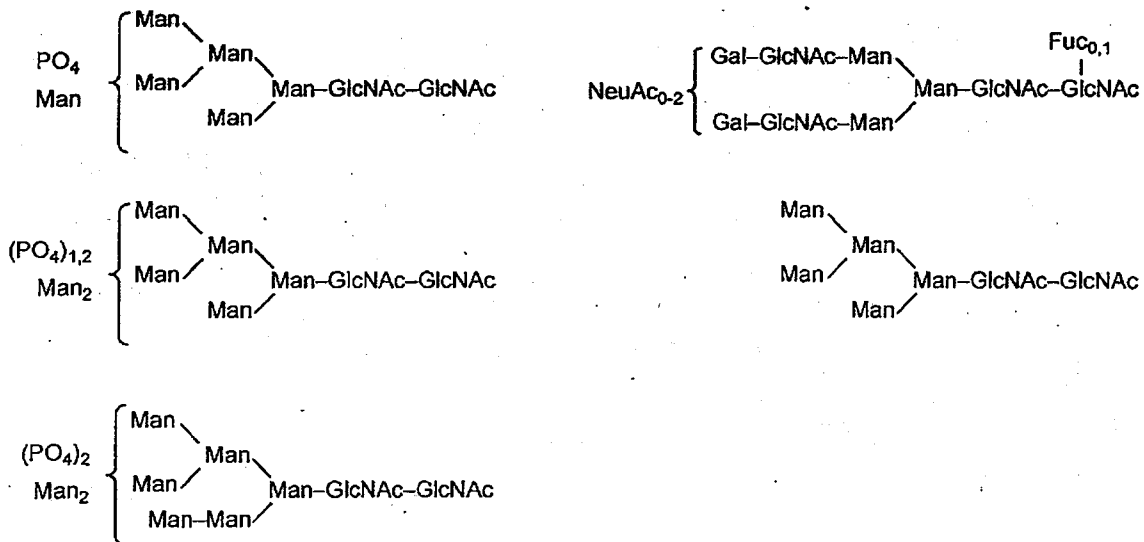 Man
PO4 Man
Man Man Man–GlcNAc–GlcNAc
Man
Fuc0,1
Gal–GlcNAc–Man
NeuAc0-2 Man–GlcNAc–GlcNAc
Gal–GlcNAc–Man
Man
(PO4)1,2 Man
Man2 Man Man–GlcNAc–GlcNAc
Man
Man
Man
Man Man–GlcNAc–GlcNAc
Man
Man
(PO4)2 Man
Man2 Man Man–GlcNAc–GlcNAc
Man–Man